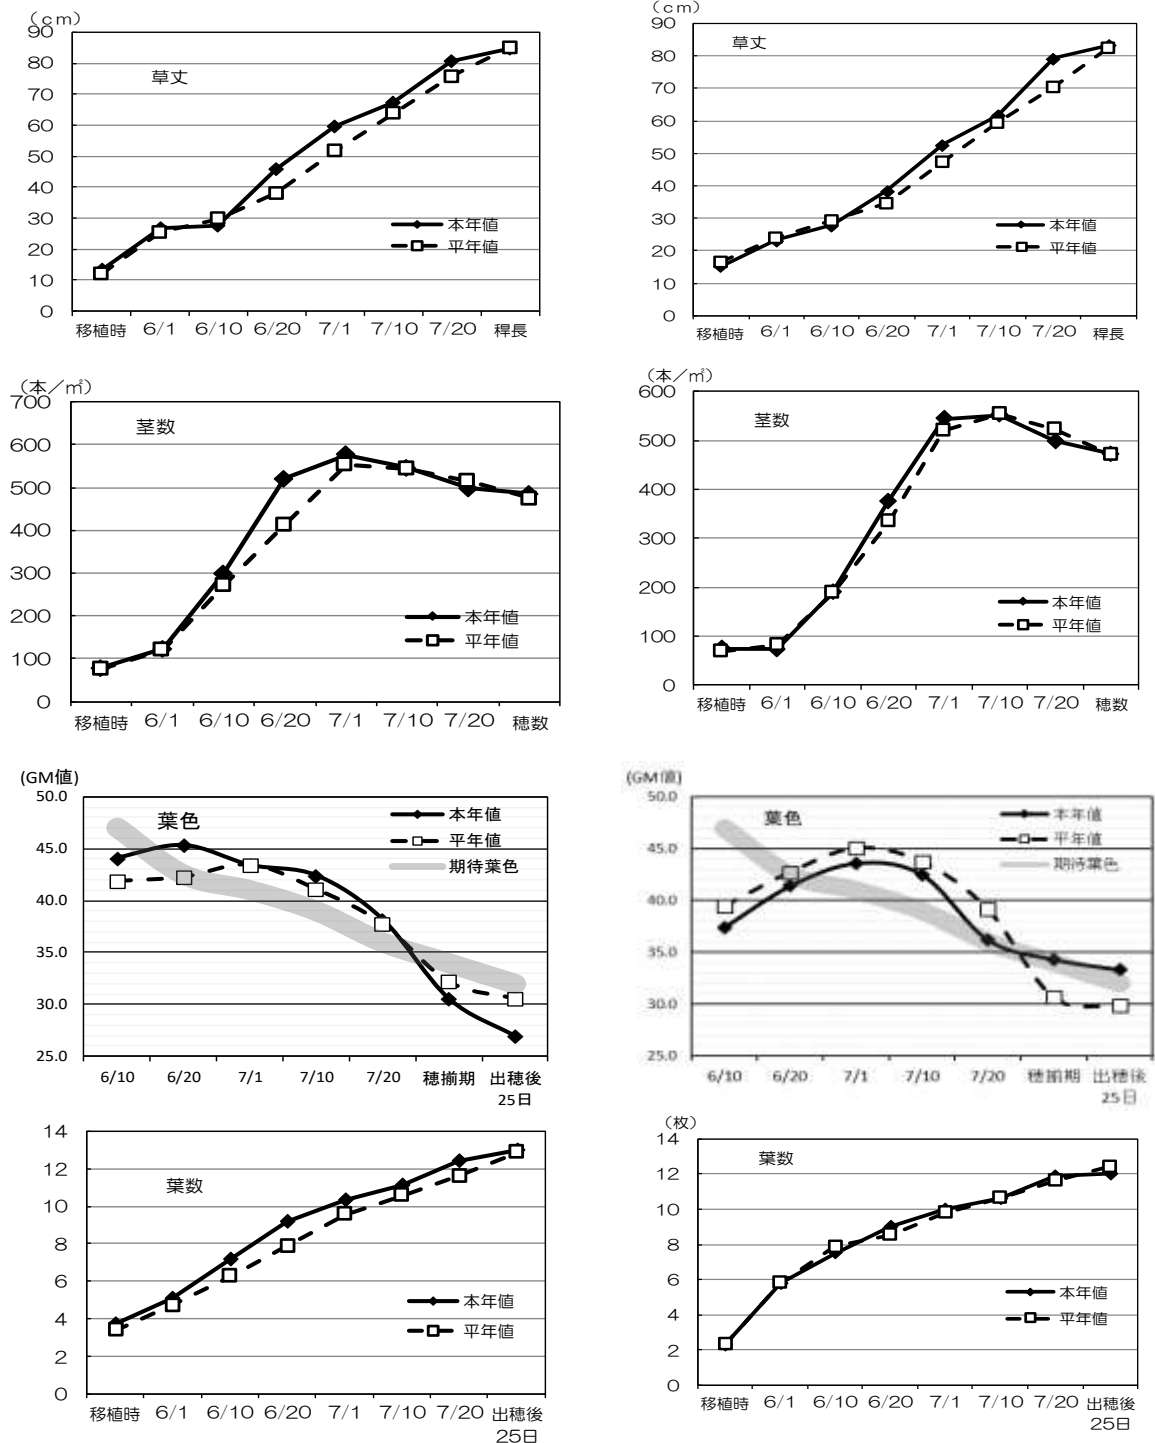 （cm）
90
80
70
60
50
40
30
20
10
0
草丈
本年値
平年値
移植時 6/1 6/10 6/20 7/1 7/10 7/20 稈長
（cm）
90
80
70
60
50
40
30
20
10
0
草丈
本年値
平年値
移植時 6/1 6/10 6/20 7/1 7/10 7/20 稈長
（本／㎡）
700
600
500
400
300
200
100
0
茎数
本年値
平年値
移植時 6/1 6/10 6/20 7/1 7/10 7/20 穂数
（本／㎡）
600
500
400
300
200
100
0
茎数
本年値
平年値
移植時 6/1 6/10 6/20 7/1 7/10 7/20 穂数
(GM値)
50.0
45.0
40.0
35.0
30.0
25.0
葉色
本年値
平年値
期待葉色
6/10 6/20 7/1 7/10 7/20 穂揃期 出穂後
25日
(GM値)
50.0
45.0
40.0
35.0
30.0
25.0
葉色
本年値
平年値
期待葉色
6/10 6/20 7/1 7/10 7/20 穂揃期 出穂後
25日
14
12
10
8
6
4
2
0
葉数
本年値
平年値
移植時 6/1 6/10 6/20 7/1 7/10 7/20 出穂後
25日
（枚）
14
12
10
8
6
4
2
0
葉数
本年値
平年値
移植時 6/1 6/10 6/20 7/1 7/10 7/20 出穂後
25日